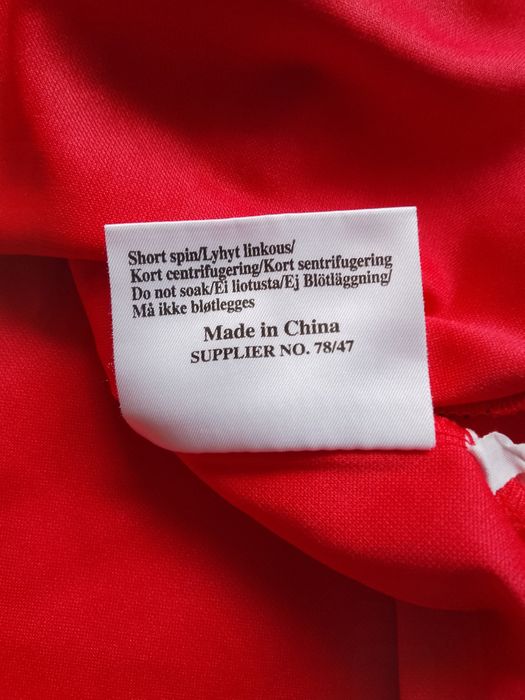 Short spin/Lyhyt linkous/
Kort centrifugering/Kort sentrifugering
Do not soak/Ei liotusta/Ej Blötläggning/
Må ikke bløtlegges
Made in China
SUPPLIER NO. 78/47